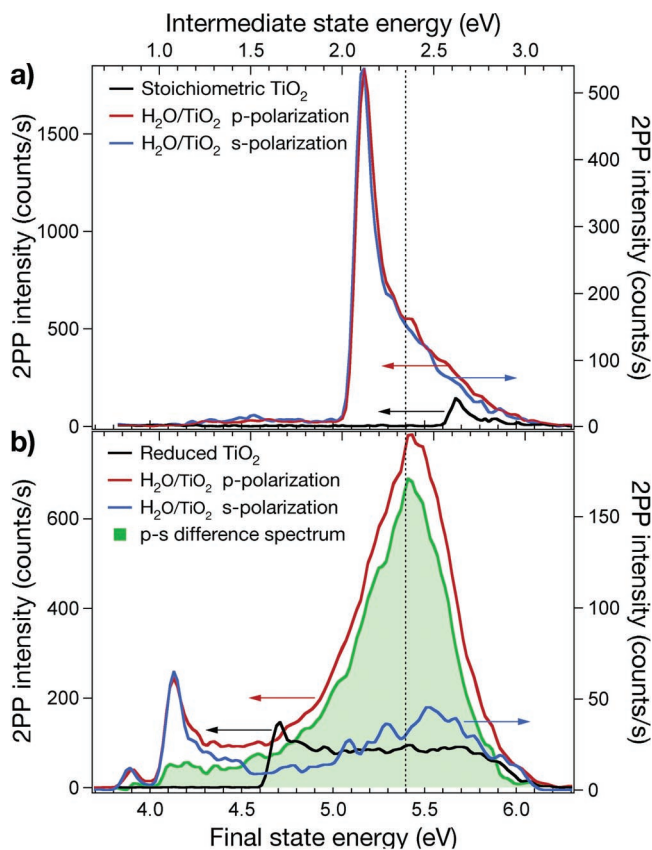 Intermediate state energy (eV)
1.0 1.5 2.0 2.5 3.0
a)
Stoichiometric TiO₂
H₂O/TiO₂ p-polarization
H₂O/TiO₂ s-polarization
2PP intensity (counts/s)
1500
1000
500
0
2PP intensity (counts/s)
500
400
300
200
100
0
b)
Reduced TiO₂
H₂O/TiO₂ p-polarization
H₂O/TiO₂ s-polarization
p-s difference spectrum
2PP intensity (counts/s)
600
400
200
0
2PP intensity (counts/s)
150
100
50
0
4.0 4.5 5.0 5.5 6.0
Final state energy (eV)